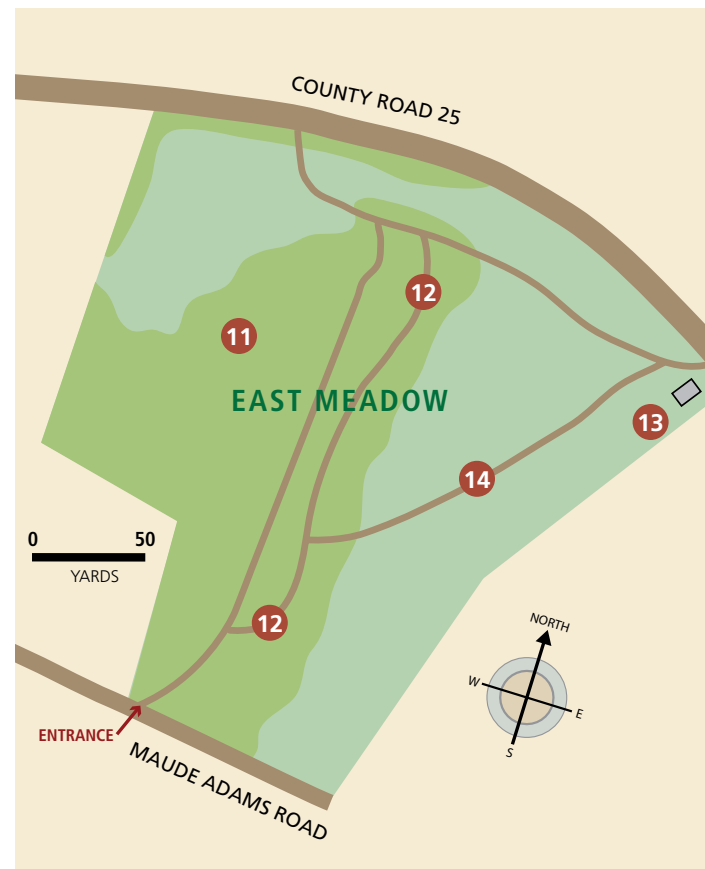 COUNTY ROAD 25
12
11
EAST MEADOW
13
14
0 50
YARDS
12
NORTH
W
E
S
ENTRANCE
MAUDE ADAMS ROAD